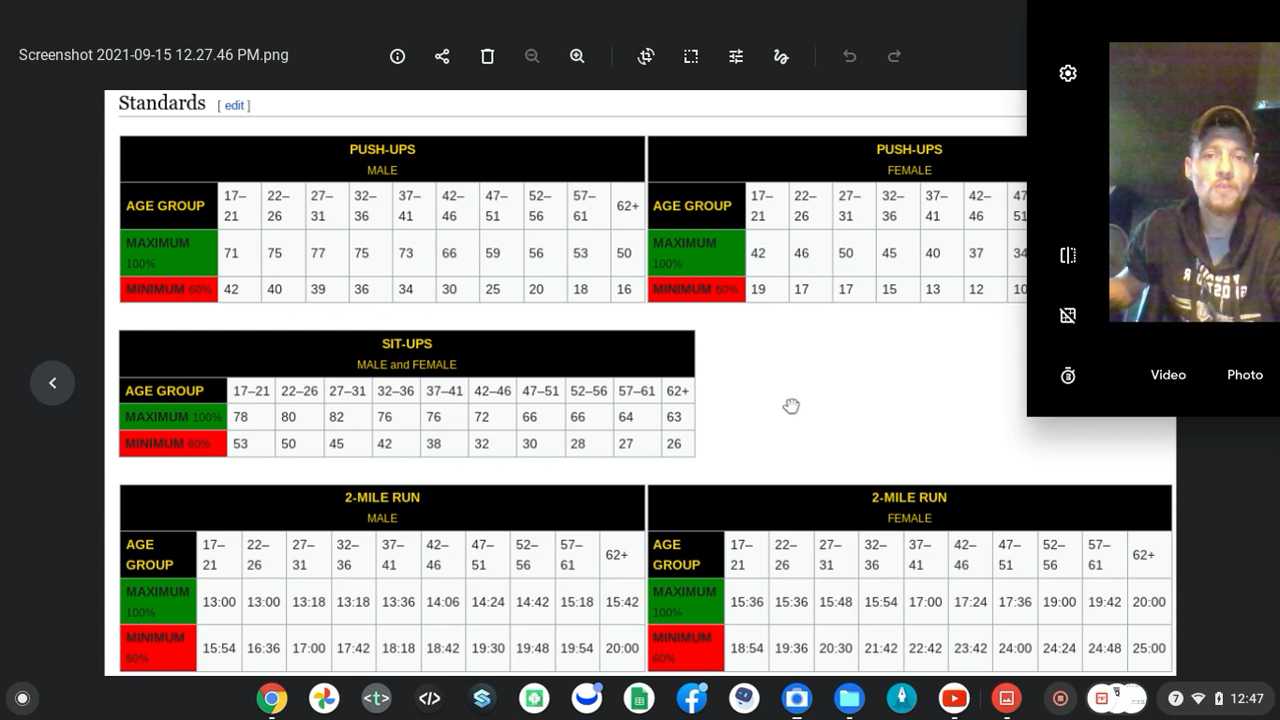 Screenshot 2021-09-15 12.27.46 PM.png
Standards [ edit ]
PUSH-UPS
MALE
AGE GROUP 17–21 22–26 27–31 32–36 37–41 42–46 47–51 52–56 57–61 62+
MAXIMUM 100% 71 75 77 75 73 66 59 56 53 50
MINIMUM 60% 42 40 39 36 34 30 25 20 18 16
PUSH-UPS
FEMALE
AGE GROUP 17–21 22–26 27–31 32–36 37–41 42–46 47 51
MAXIMUM 100% 42 46 50 45 40 37 34
MINIMUM 60% 19 17 17 15 13 12 10
SIT-UPS
MALE and FEMALE
AGE GROUP 17–21 22–26 27–31 32–36 37–41 42–46 47–51 52–56 57–61 62+
MAXIMUM 100% 78 80 82 76 76 72 66 66 64 63
MINIMUM 60% 53 50 45 42 38 32 30 28 27 26
2-MILE RUN
MALE
AGE GROUP 17–21 22–26 27–31 32–36 37–41 42–46 47–51 52–56 57–61 62+
MAXIMUM 100% 13:00 13:00 13:18 13:18 13:36 14:06 14:24 14:42 15:18 15:42
MINIMUM 60% 15:54 16:36 17:00 17:42 18:18 18:42 19:30 19:48 19:54 20:00
2-MILE RUN
FEMALE
AGE GROUP 17–21 22–26 27–31 32–36 37–41 42–46 47–51 52–56 57–61 62+
MAXIMUM 100% 15:36 15:36 15:48 15:54 17:00 17:24 17:36 19:00 19:42 20:00
MINIMUM 60% 18:54 19:36 20:30 21:42 22:42 23:42 24:00 24:24 24:48 25:00
Video Photo
7 12:47